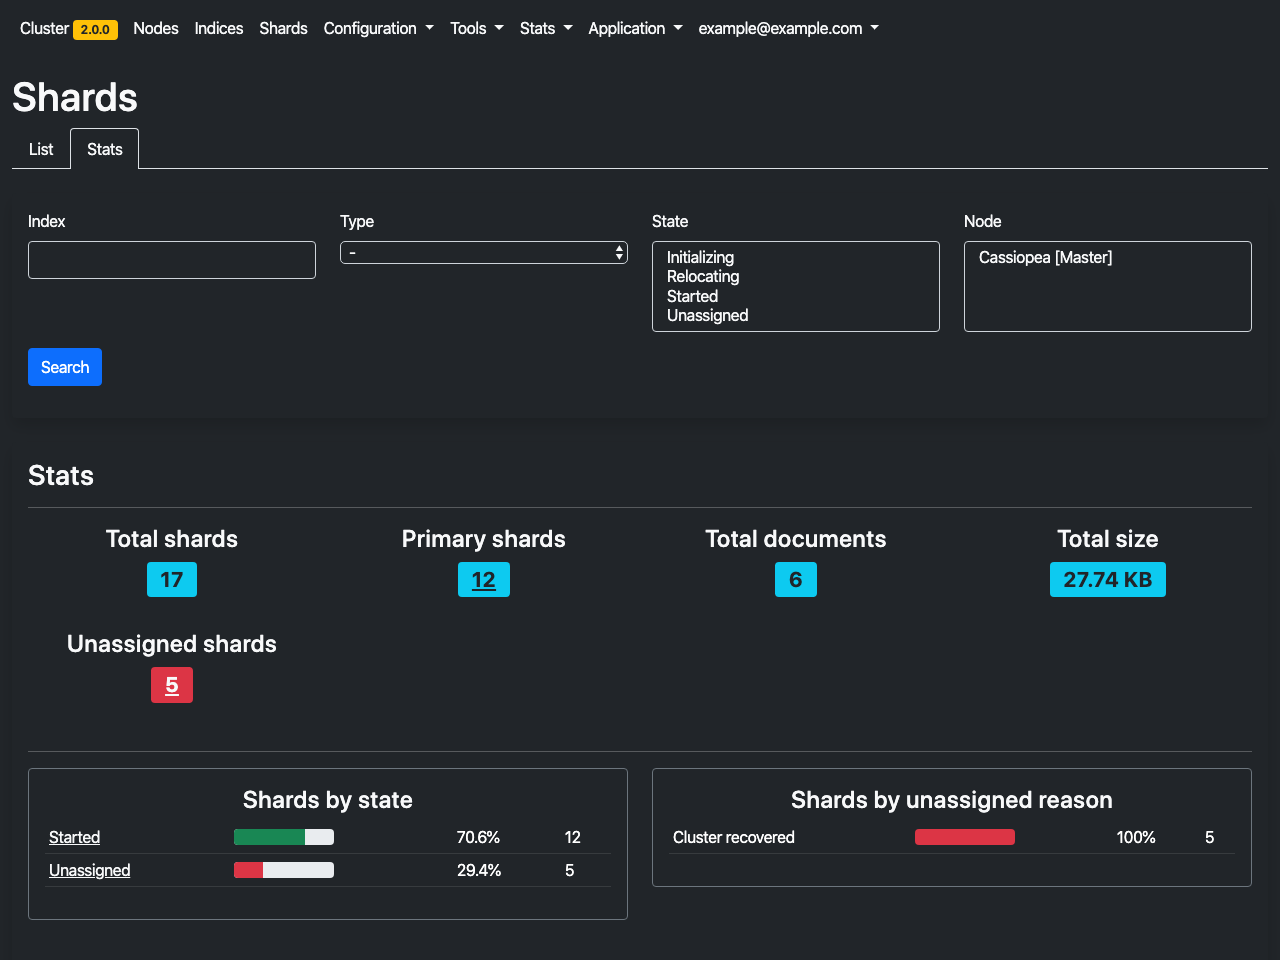 Cluster 2.0.0 Nodes Indices Shards Configuration Tools Stats Application example@example.com
Shards
List Stats
Index Type State Node
- Initializing Cassiopea [Master]
Relocating
Started
Unassigned
Search
Stats
Total shards Primary shards Total documents Total size
17 12 6 27.74 KB
Unassigned shards
5
Shards by state
Started 70.6% 12
Unassigned 29.4% 5
Shards by unassigned reason
Cluster recovered 100% 5